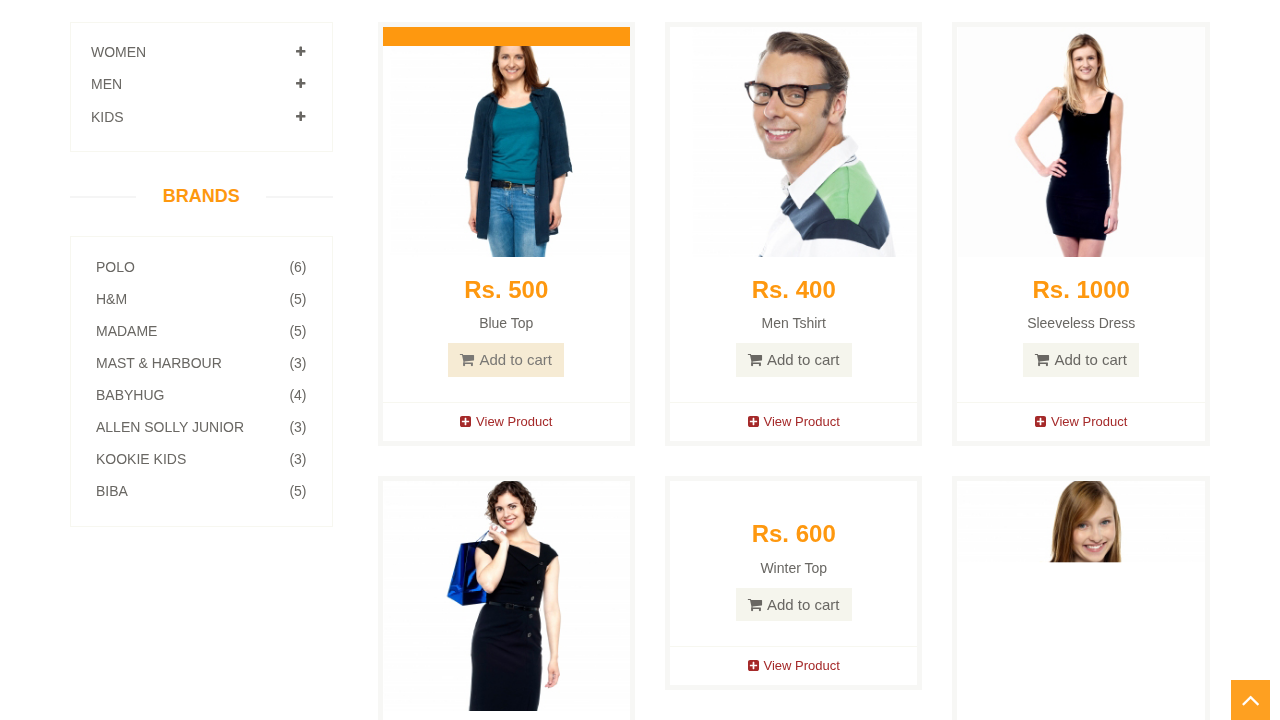 WOMEN
MEN
KIDS
BRANDS
POLO (6)
H&M (5)
MADAME (5)
MAST & HARBOUR (3)
BABYHUG (4)
ALLEN SOLLY JUNIOR (3)
KOOKIE KIDS (3)
BIBA (5)
Rs. 500
Blue Top
Add to cart
View Product
Rs. 400
Men Tshirt
Add to cart
View Product
Rs. 1000
Sleeveless Dress
Add to cart
View Product
Rs. 600
Winter Top
Add to cart
View Product